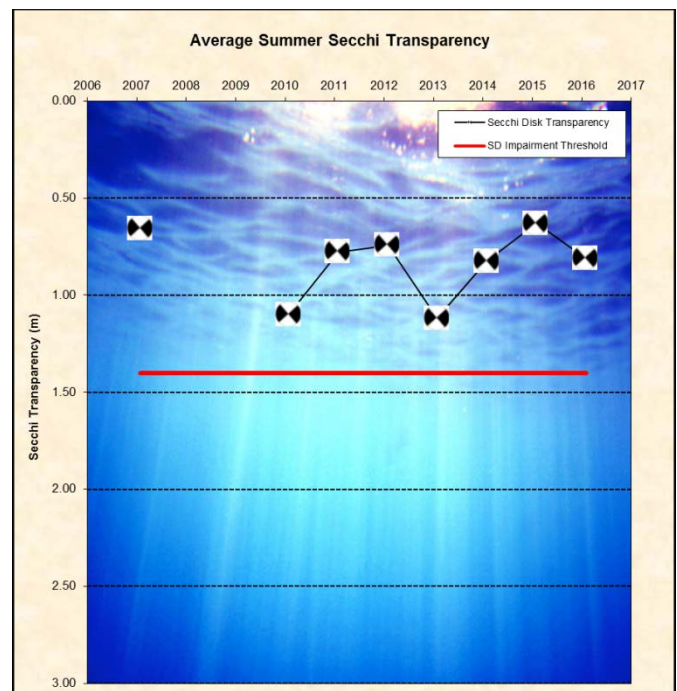 Average Summer Secchi Transparency
2006 2007 2008 2009 2010 2011 2012 2013 2014 2015 2016 2017
0.00
Secchi Disk Transparency
SD Impairment Threshold
0.50
1.00
Secchi Transparency (m)
1.50
2.00
2.50
3.00